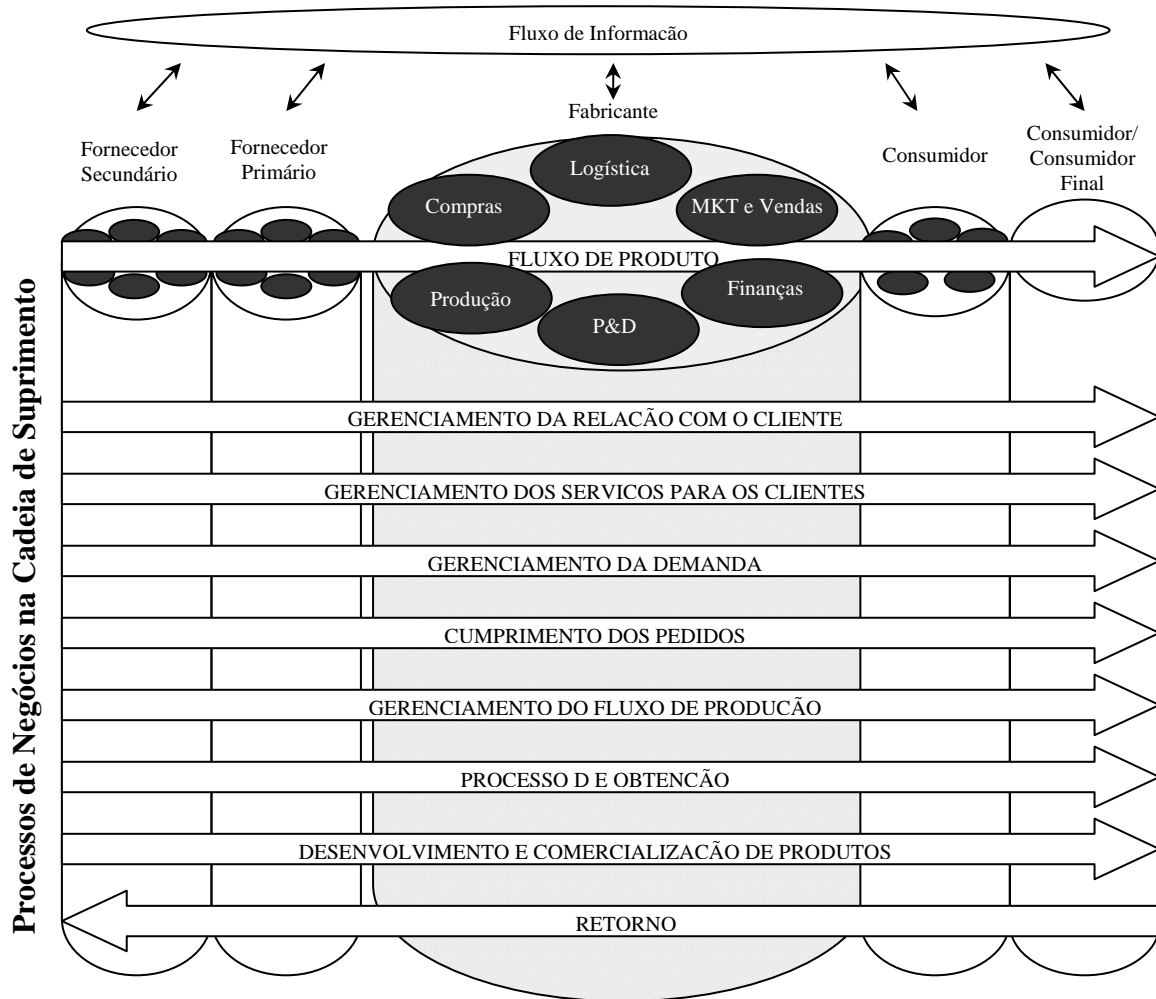 Fluxo de Informacão
Fabricante
Fornecedor
Secundário
Fornecedor
Primário
Consumidor
Consumidor/
Consumidor
Final
Logística
Compras
MKT e Vendas
FLUXO DE PRODUTO
Produção
Finanças
P&D
Processos de Negócios na Cadeia de Suprimento
GERENCIAMENTO DA RELACÃO COM O CLIENTE
GERENCIAMENTO DOS SERVICOS PARA OS CLIENTES
GERENCIAMENTO DA DEMANDA
CUMPRIMENTO DOS PEDIDOS
GERENCIAMENTO DO FLUXO DE PRODUCÃO
PROCESSO D E OBTENCÃO
DESENVOLVIMENTO E COMERCIALIZACÃO DE PRODUTOS
RETORNO